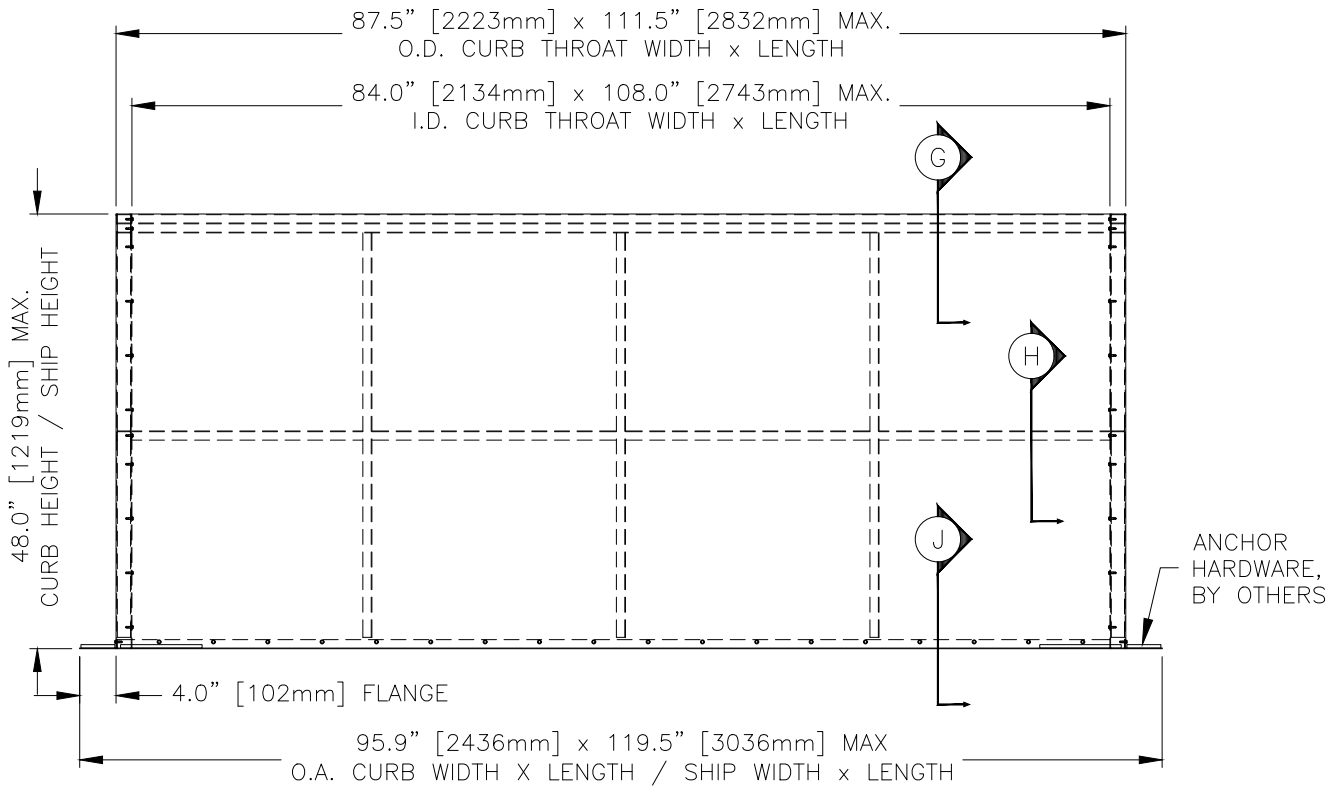 87.5” [2223mm] x 111.5” [2832mm] MAX.
O.D. CURB THROAT WIDTH x LENGTH
84.0” [2134mm] x 108.0” [2743mm] MAX.
I.D. CURB THROAT WIDTH x LENGTH
G
48.0” [1219mm] MAX.
CURB HEIGHT / SHIP HEIGHT
H
J
ANCHOR
HARDWARE,
BY OTHERS
4.0” [102mm] FLANGE
95.9” [2436mm] x 119.5” [3036mm] MAX
O.A. CURB WIDTH X LENGTH / SHIP WIDTH x LENGTH